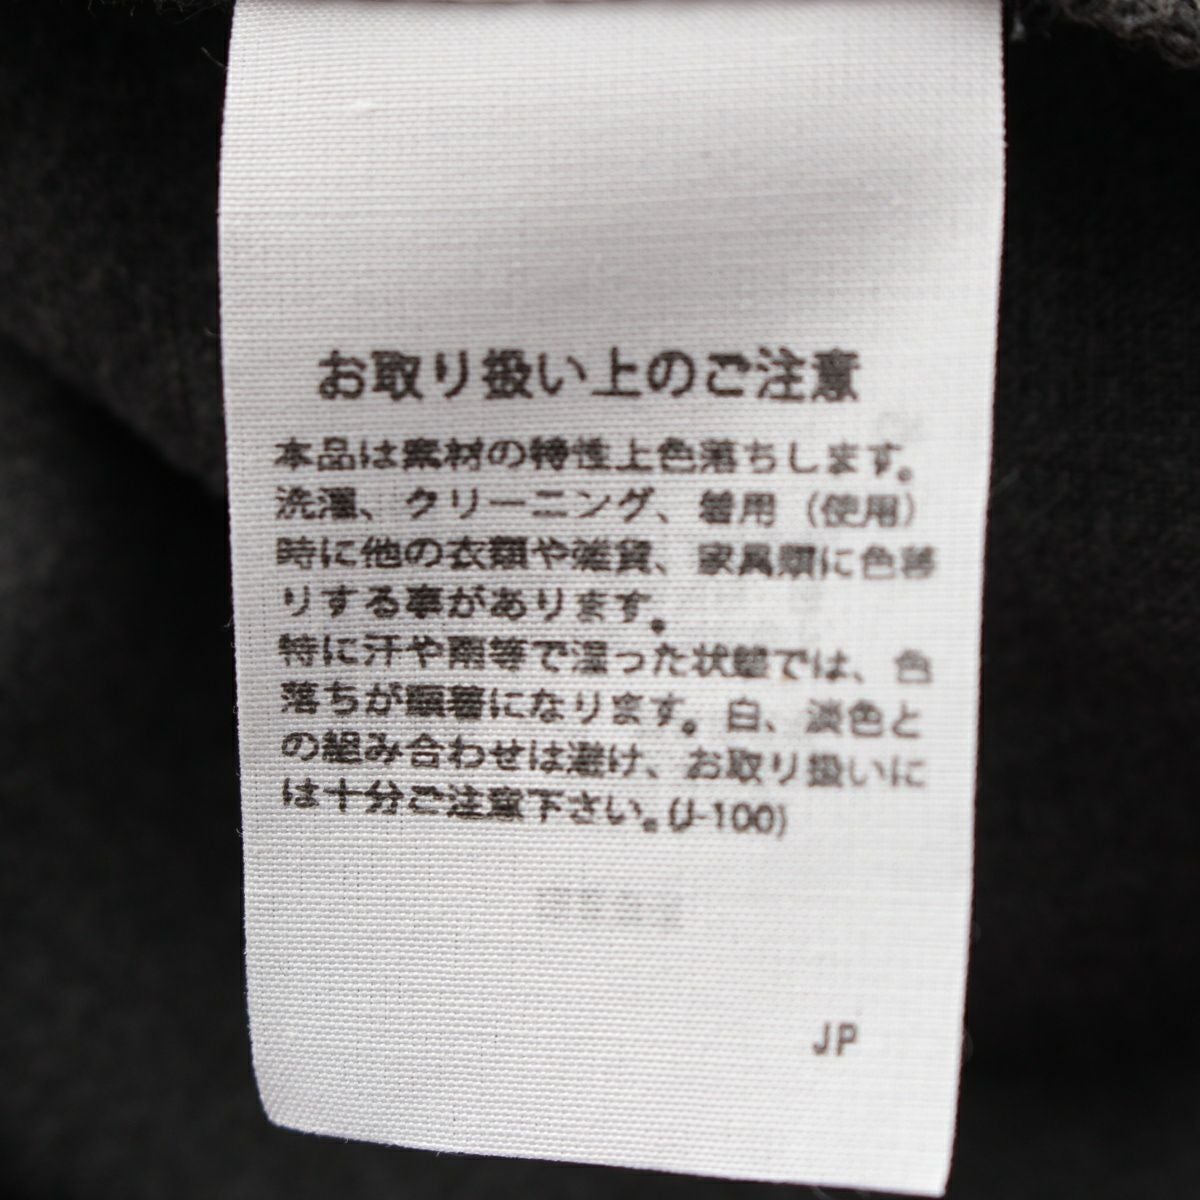 お取り扱い上のご注意
本品は素材の特性上色落ちします。
洗濯、クリーニング、着用（使用）
時に他の衣類や雑貨、家具類に色移
りする事があります。
特に汗や雨等で湿った状態では、色
落ちが顕著になります。白、淡色と
の組み合わせは避け、お取り扱いに
は十分ご注意下さい。(J-100)
JP